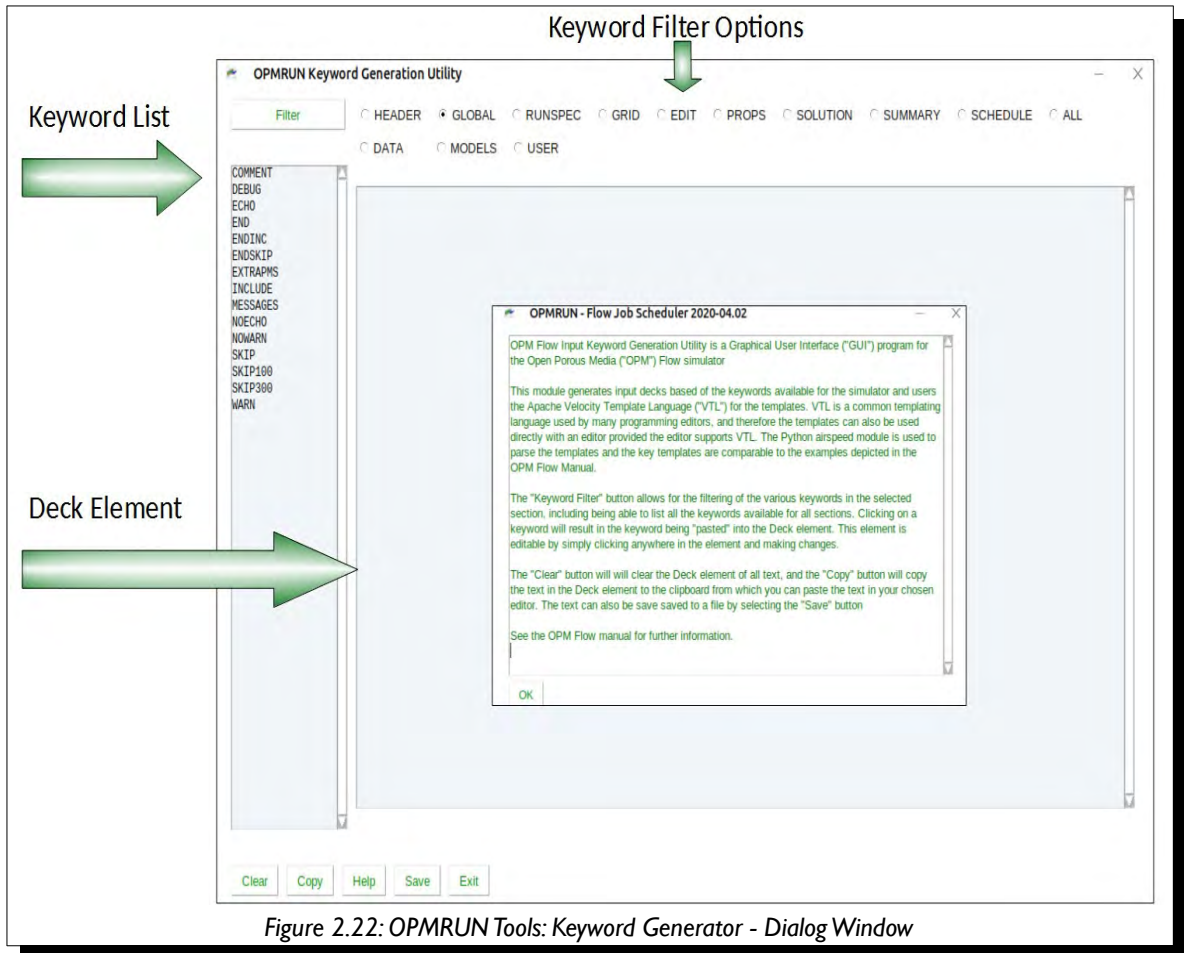 Keyword Filter Options
OPMRUN Keyword Generation Utility
Keyword List
Filter
HEADER GLOBAL RUNSPEC GRID EDIT PROPS SOLUTION SUMMARY SCHEDULE ALL
DATA MODELS USER
COMMENT
DEBUG
ECHO
END
ENDINC
ENDSKIP
EXTRAPMS
INCLUDE
MESSAGES
NOECHO
NOWARN
SKIP
SKIP100
SKIP300
WARN
Deck Element
OPMRUN - Flow Job Scheduler 2020-04.02
OPM Flow Input Keyword Generation Utility is a Graphical User Interface ("GUI") program for
the Open Porous Media ("OPM") Flow simulator
This module generates input decks based of the keywords available for the simulator and users
the Apache Velocity Template Language ("VTL") for the templates. VTL is a common templating
language used by many programming editors, and therefore the templates can also be used
directly with an editor provided the editor supports VTL. The Python airspeed module is used to
parse the templates and the key templates are comparable to the examples depicted in the
OPM Flow Manual.
The "Keyword Filter" button allows for the filtering of the various keywords in the selected
section, including being able to list all the keywords available for all sections. Clicking on a
keyword will result in the keyword being "pasted" into the Deck element. This element is
editable by simply clicking anywhere in the element and making changes.
The "Clear" button will will clear the Deck element of all text, and the "Copy" button will copy
the text in the Deck element to the clipboard from which you can paste the text in your chosen
editor. The text can also be save saved to a file by selecting the "Save" button
See the OPM Flow manual for further information.
OK
Clear Copy Help Save Exit
Figure 2.22: OPMRUN Tools: Keyword Generator - Dialog Window